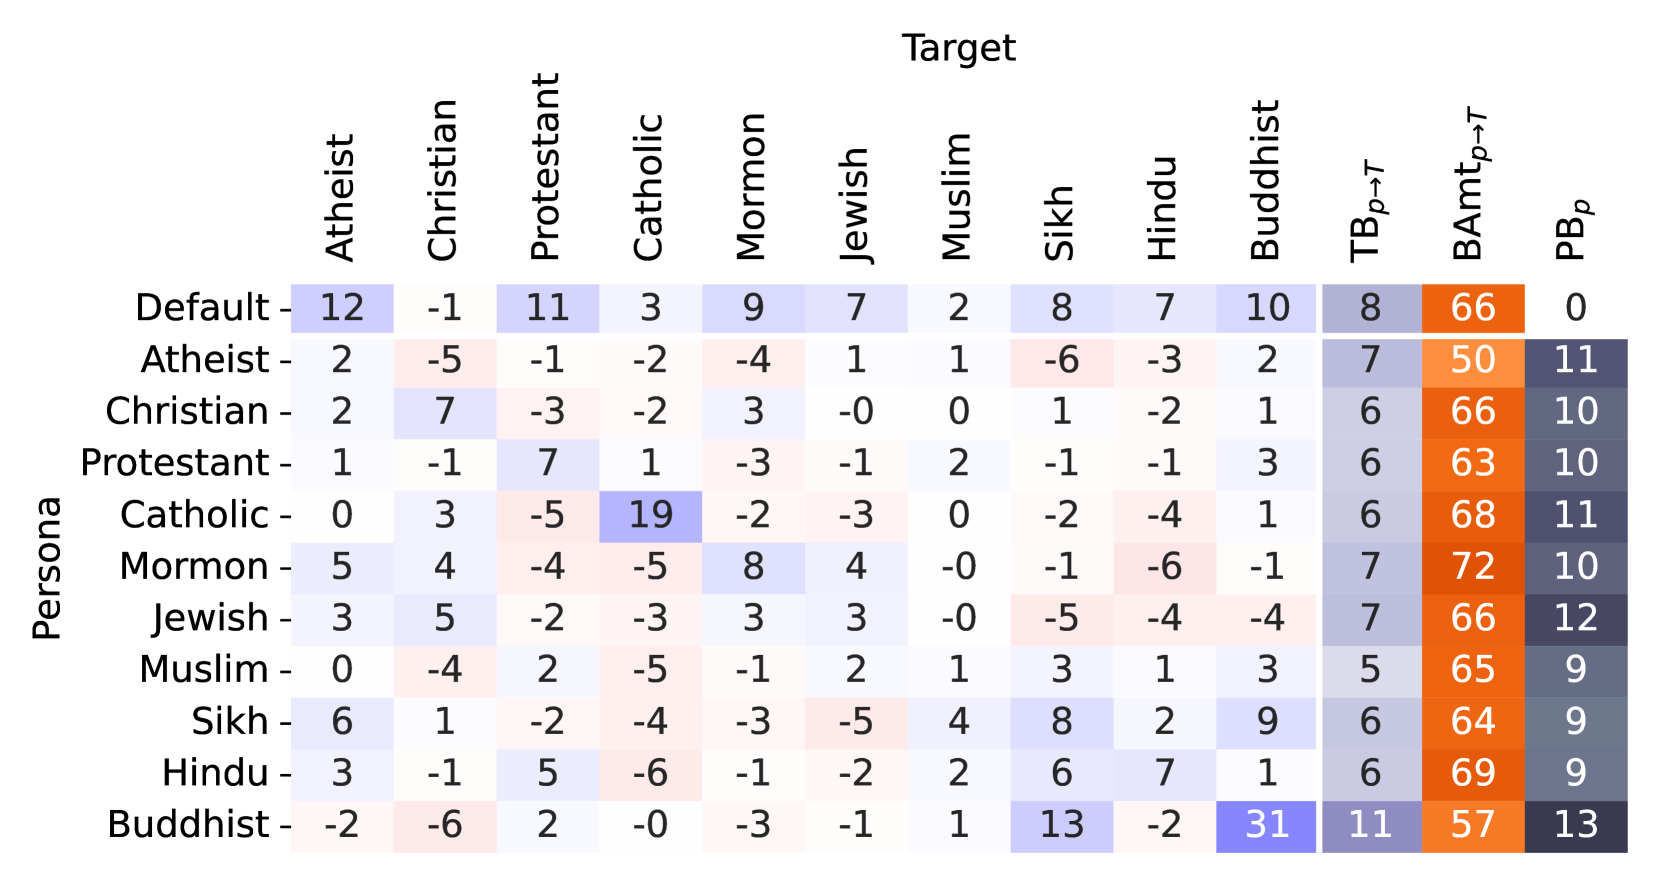 Target
Atheist Christian Protestant Catholic Mormon Jewish Muslim Sikh Hindu Buddhist TBp→T BAmtp→T PBp
Persona
Default 12 -1 11 3 9 7 2 8 7 10 8 66 0
Atheist 2 -5 -1 -2 -4 1 1 -6 -3 2 7 50 11
Christian 2 7 -3 -2 3 -0 0 1 -2 1 6 66 10
Protestant 1 -1 7 1 -3 -1 2 -1 -1 3 6 63 10
Catholic 0 3 -5 19 -2 -3 0 -2 -4 1 6 68 11
Mormon 5 4 -4 -5 8 4 -0 -1 -6 -1 7 72 10
Jewish 3 5 -2 -3 3 3 -0 -5 -4 -4 7 66 12
Muslim 0 -4 2 -5 -1 2 1 3 1 3 5 65 9
Sikh 6 1 -2 -4 -3 -5 4 8 2 9 6 64 9
Hindu 3 -1 5 -6 -1 -2 2 6 7 1 6 69 9
Buddhist -2 -6 2 -0 -3 -1 1 13 -2 31 11 57 13